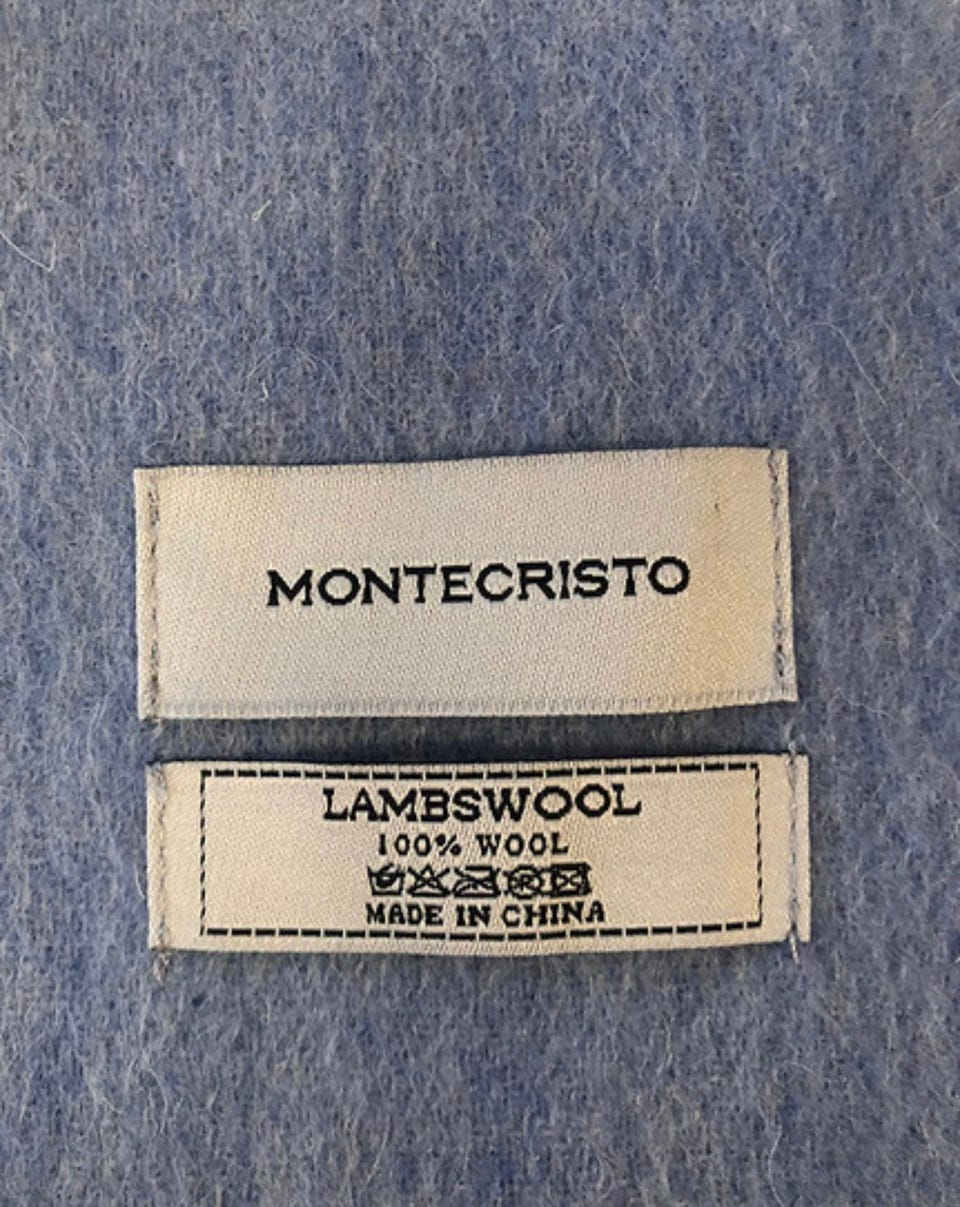 MONTECRISTO
LAMBSWOOL
100% WOOL
MADE IN CHINA